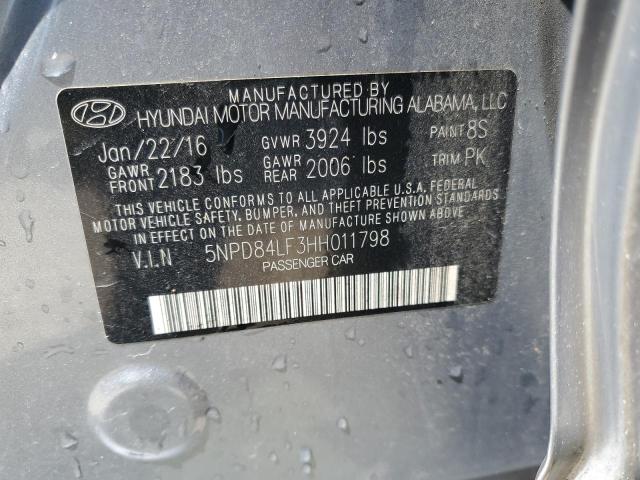 MANUFACTURED BY
HYUNDAI MOTOR MANUFACTURING ALABAMA, LLC
Jan/22/16 GVWR 3924 lbs PAINT 8S
GAWR FRONT 2183 lbs GAWR REAR 2006 lbs TRIM PK
THIS VEHICLE CONFORMS TO ALL APPLICABLE U.S.A. FEDERAL
MOTOR VEHICLE SAFETY, BUMPER, AND THEFT PREVENTION STANDARDS
IN EFFECT ON THE DATE OF MANUFACTURE SHOWN ABOVE.
V.I.N 5NPD84LF3HH011798
PASSENGER CAR